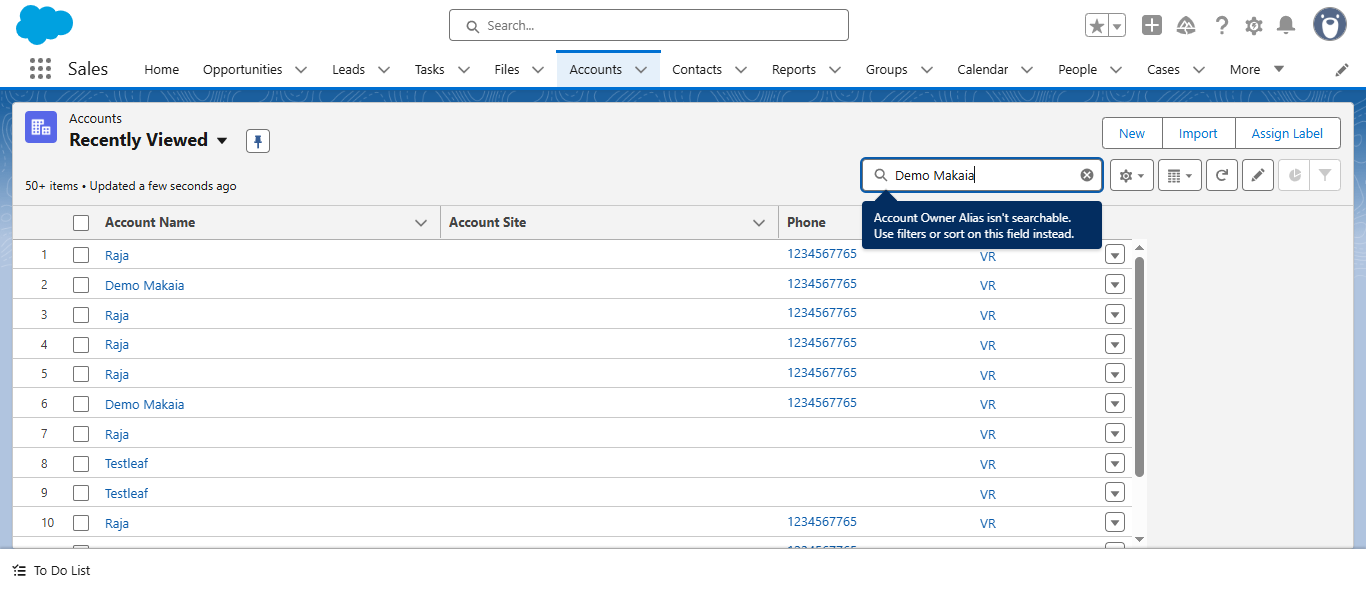 Search...
Sales Home Opportunities Leads Tasks Files Accounts Contacts Reports Groups Calendar People Cases More
Accounts
Recently Viewed
New Import Assign Label
50+ items • Updated a few seconds ago
Demo Makaia
Account Owner Alias isn't searchable.
Use filters or sort on this field instead.
Account Name Account Site Phone
1 Raja 1234567765 VR
2 Demo Makaia 1234567765 VR
3 Raja 1234567765 VR
4 Raja 1234567765 VR
5 Raja 1234567765 VR
6 Demo Makaia 1234567765 VR
7 Raja VR
8 Testleaf VR
9 Testleaf VR
10 Raja 1234567765 VR
To Do List